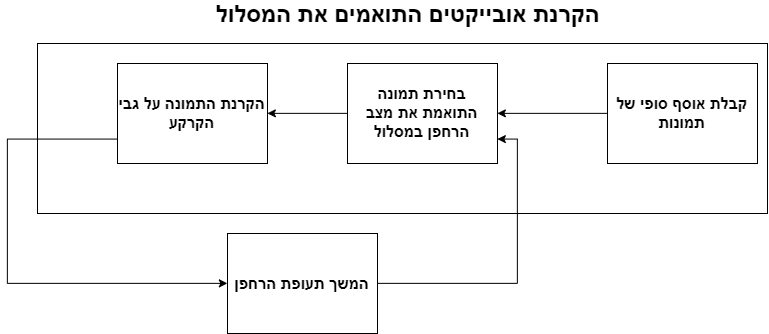 הקרנת אובייקטים התואמים את המסלול
קבלת אוסף סופי של
תמונות
בחירת תמונה
התואמת את מצב
הרחפן במסלול
הקרנת התמונה על גבי
הקרקע
המשך תעופת הרחפן